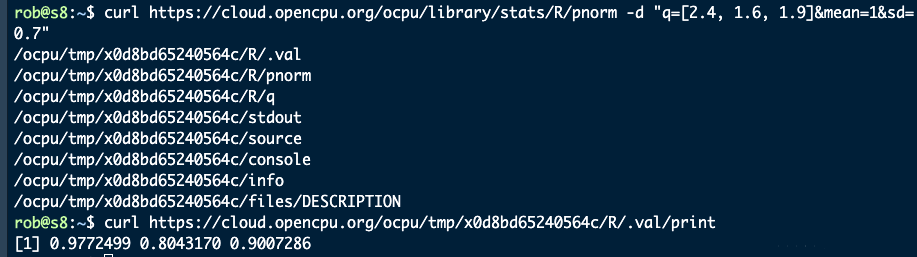 rob@s8:~$ curl https://cloud.opencpu.org/ocpu/library/stats/R/pnorm -d "q=[2.4, 1.6, 1.9]&mean=1&sd=
0.7"
/ocpu/tmp/x0d8bd65240564c/R/.val
/ocpu/tmp/x0d8bd65240564c/R/pnorm
/ocpu/tmp/x0d8bd65240564c/R/q
/ocpu/tmp/x0d8bd65240564c/stdout
/ocpu/tmp/x0d8bd65240564c/source
/ocpu/tmp/x0d8bd65240564c/console
/ocpu/tmp/x0d8bd65240564c/info
/ocpu/tmp/x0d8bd65240564c/files/DESCRIPTION
rob@s8:~$ curl https://cloud.opencpu.org/ocpu/tmp/x0d8bd65240564c/R/.val/print
[1] 0.9772499 0.8043170 0.9007286